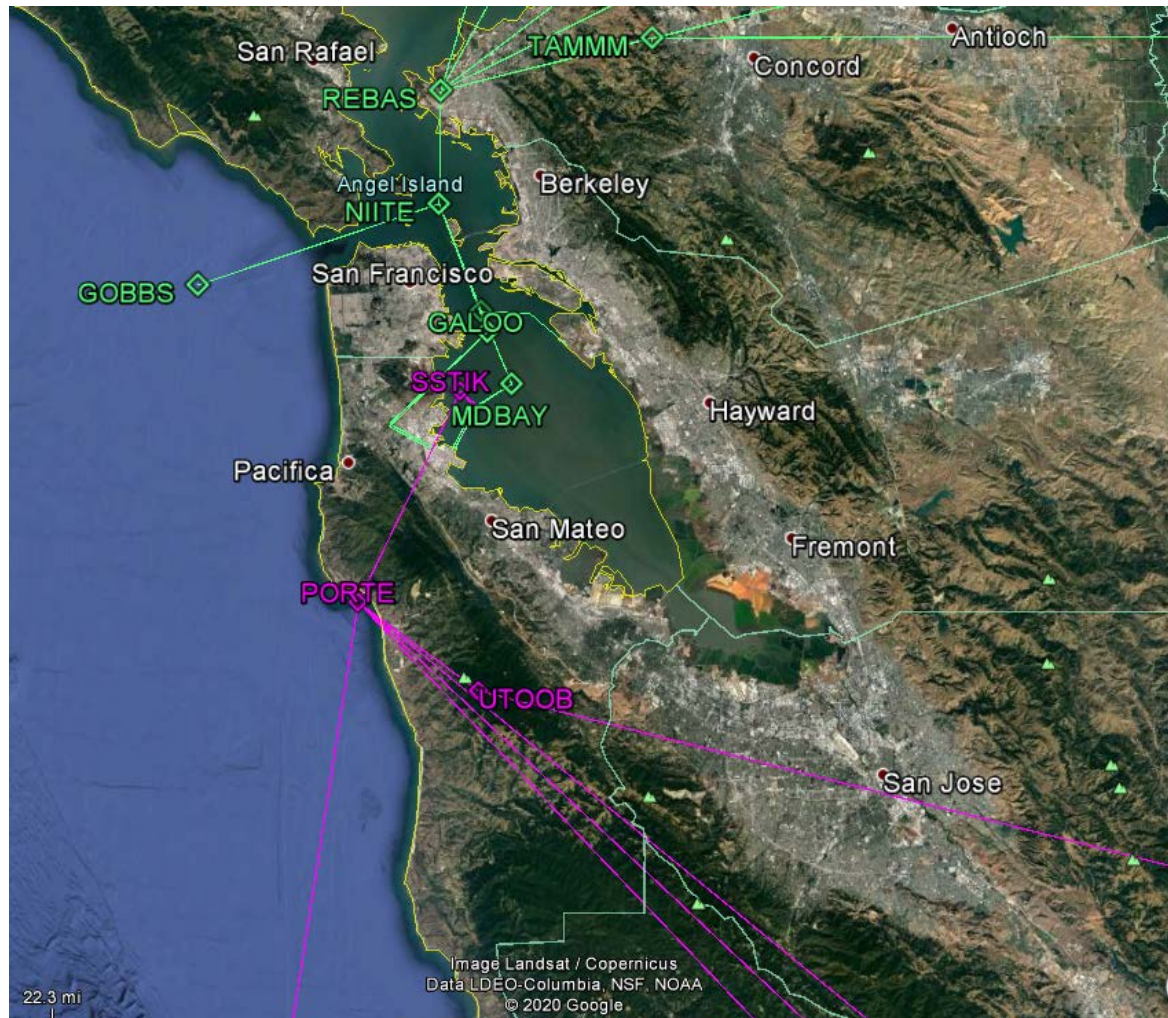 San Rafael
TAMMM
Antioch
Concord
REBAS
Angel Island
Berkeley
NIITE
San Francisco
GOBBS
GALOO
SSTIK
MDBAY
Hayward
Pacifica
San Mateo
Fremont
PORTE
UTOOB
San Jose
Image Landsat / Copernicus
Data LDEO-Columbia, NSF, NOAA
© 2020 Google
22.3 mi